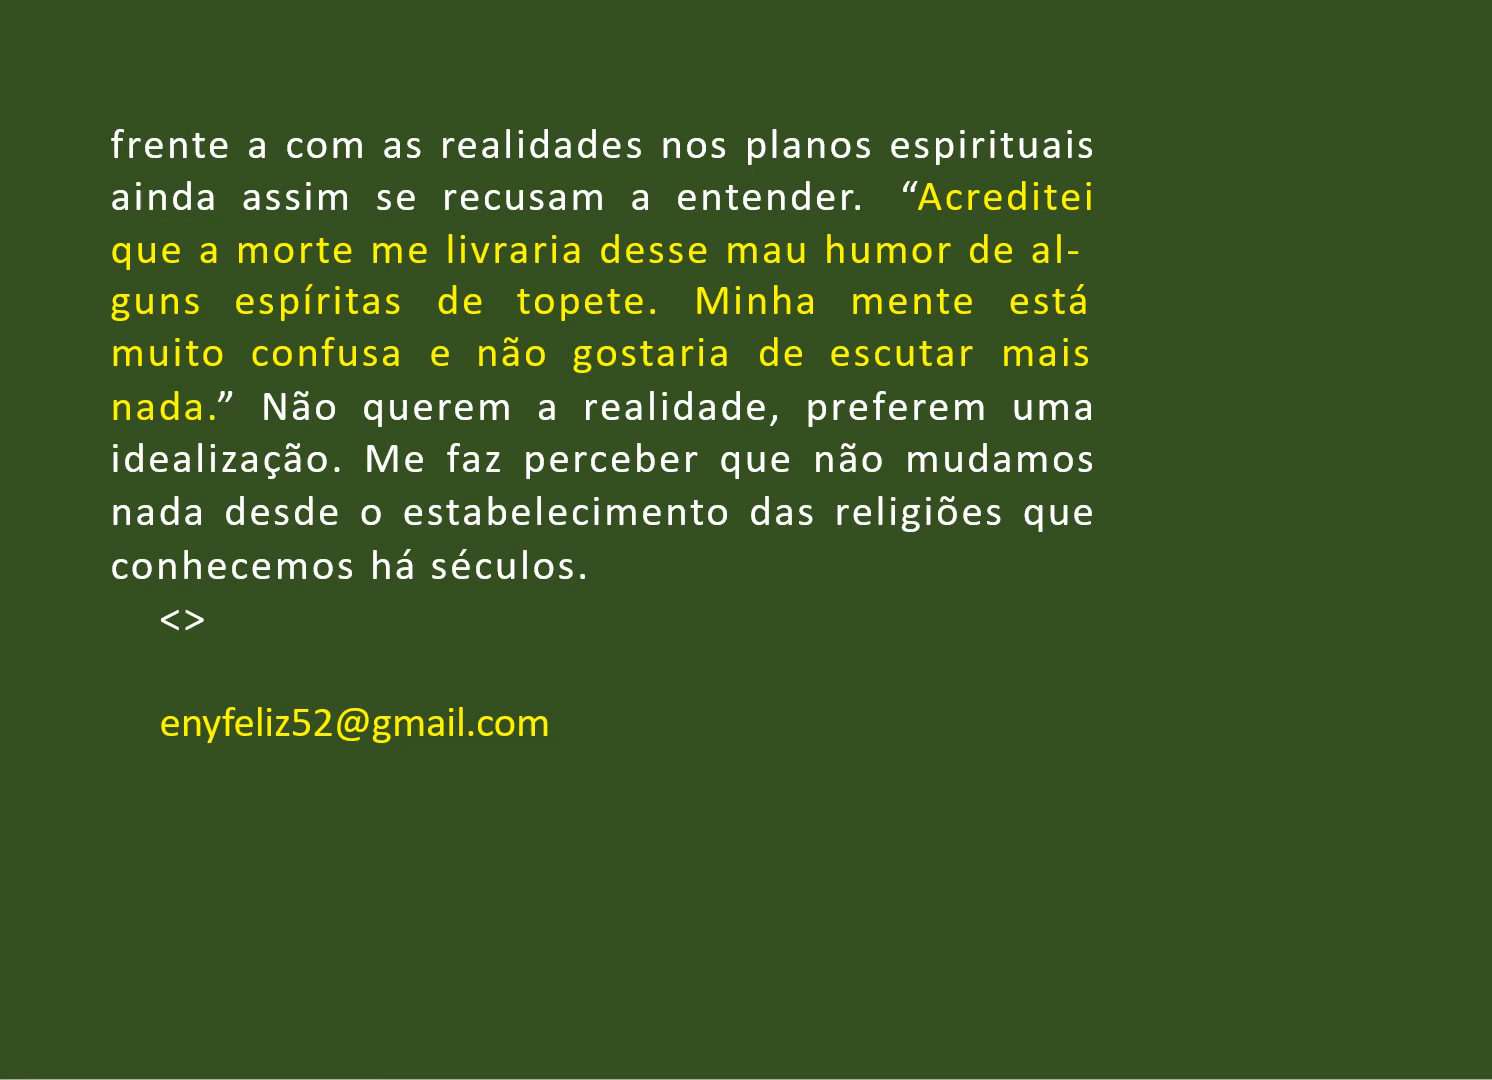 frente a com as realidades nos planos espirituais
ainda assim se recusam a entender. “Acreditei
que a morte me livraria desse mau humor de al-
guns espíritas de topete. Minha mente está
muito confusa e não gostaria de escutar mais
nada.” Não querem a realidade, preferem uma
idealização. Me faz perceber que não mudamos
nada desde o estabelecimento das religiões que
conhecemos há séculos.
<>
enyfeliz52@gmail.com